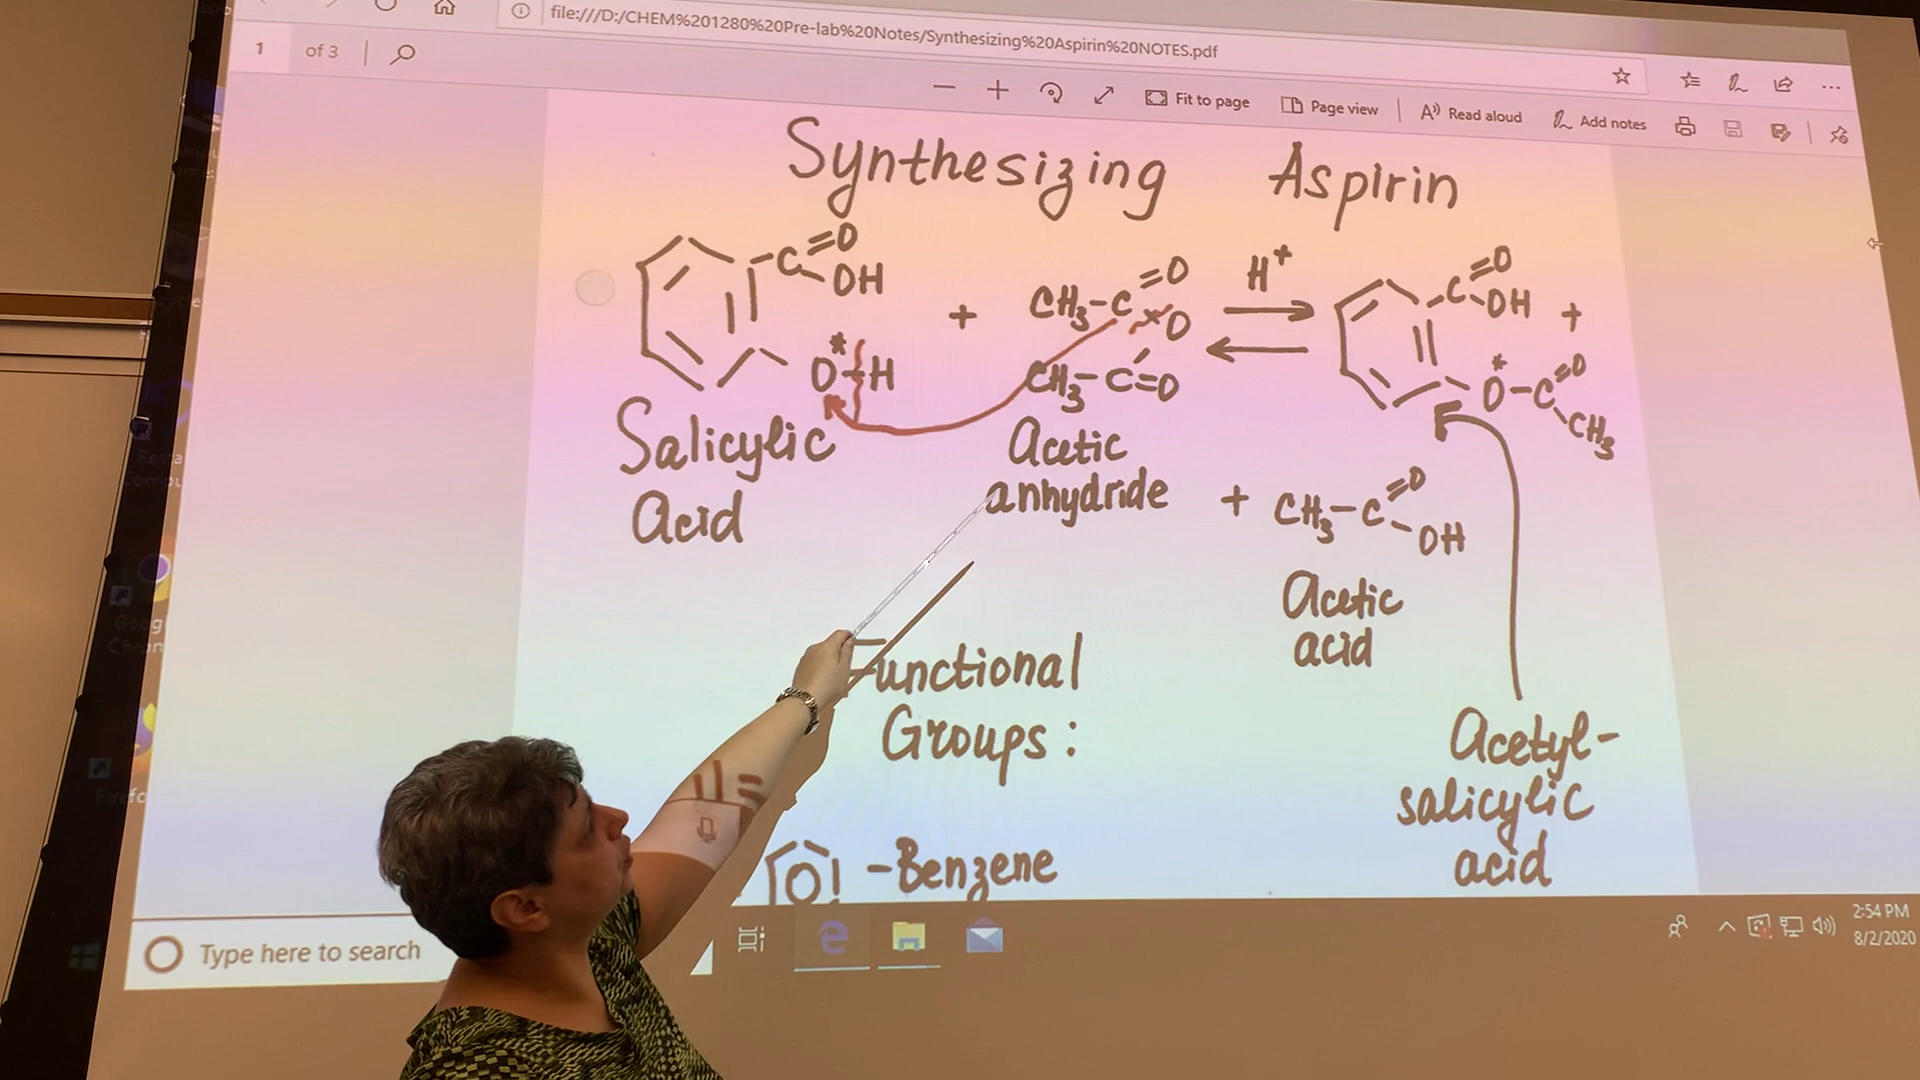 file:///D:/CHEM%201280%20Pre-lab%20Notes/Synthesizing%20Aspirin%20NOTES.pdf
1 of 3
Fit to page
Page view
Read aloud
Add notes
Synthesizing Aspirin
C=O
OH
O*-H
+
CH3-C=O
O
CH3-C=O
H+
C=O
OH
+
O*-C=O
CH3
Salicylic
Acid
Acetic
anhydride
+ CH3-C=O
OH
Acetic
acid
Acetyl-
salicylic
acid
Functional
Groups:
-Benzene
Type here to search
2:54 PM
8/2/2020